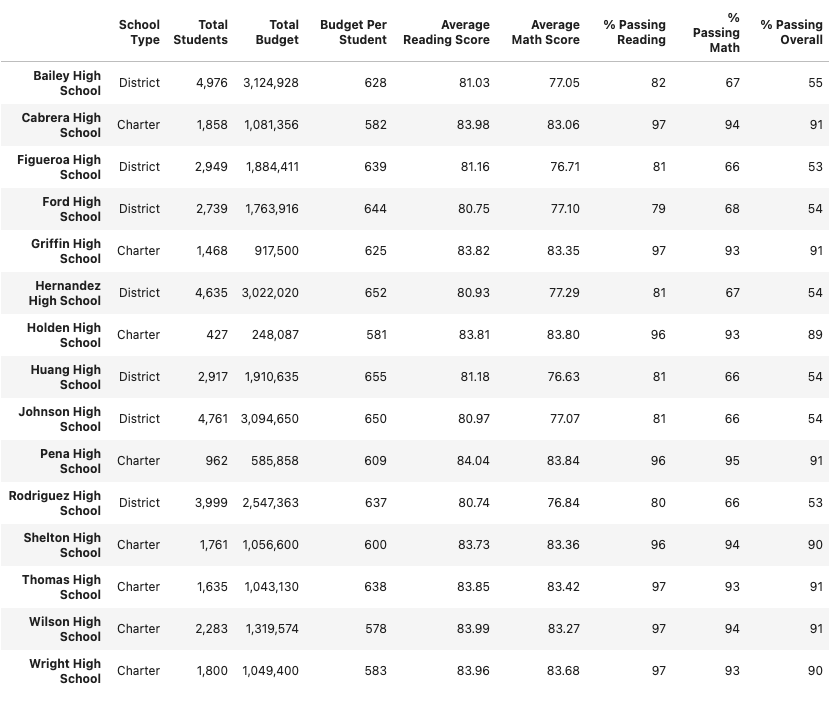 School Type Total Students Total Budget Budget Per Student Average Reading Score Average Math Score % Passing Reading % Passing Math % Passing Overall
Bailey High School District 4,976 3,124,928 628 81.03 77.05 82 67 55
Cabrera High School Charter 1,858 1,081,356 582 83.98 83.06 97 94 91
Figueroa High School District 2,949 1,884,411 639 81.16 76.71 81 66 53
Ford High School District 2,739 1,763,916 644 80.75 77.10 79 68 54
Griffin High School Charter 1,468 917,500 625 83.82 83.35 97 93 91
Hernandez High School District 4,635 3,022,020 652 80.93 77.29 81 67 54
Holden High School Charter 427 248,087 581 83.81 83.80 96 93 89
Huang High School District 2,917 1,910,635 655 81.18 76.63 81 66 54
Johnson High School District 4,761 3,094,650 650 80.97 77.07 81 66 54
Pena High School Charter 962 585,858 609 84.04 83.84 96 95 91
Rodriguez High School District 3,999 2,547,363 637 80.74 76.84 80 66 53
Shelton High School Charter 1,761 1,056,600 600 83.73 83.36 96 94 90
Thomas High School Charter 1,635 1,043,130 638 83.85 83.42 97 93 91
Wilson High School Charter 2,283 1,319,574 578 83.99 83.27 97 94 91
Wright High School Charter 1,800 1,049,400 583 83.96 83.68 97 93 90